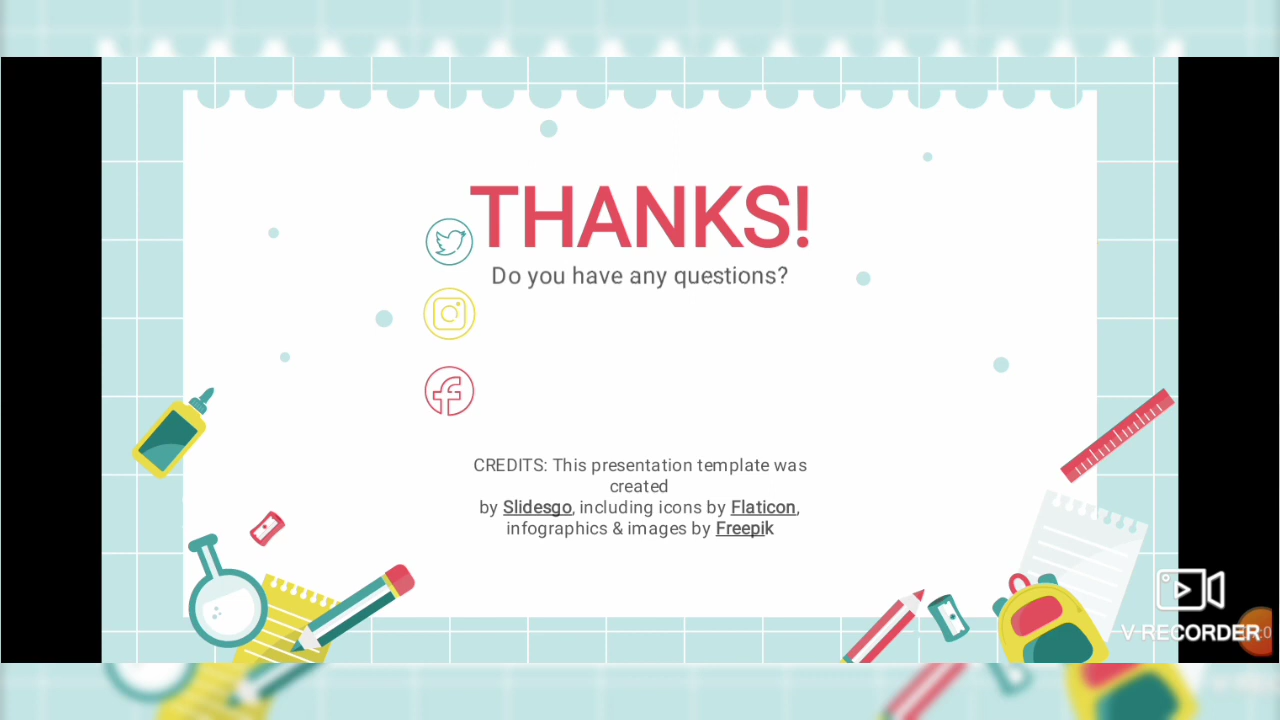 THANKS!
Do you have any questions?
CREDITS: This presentation template was
created
by Slidesgo, including icons by Flaticon,
infographics & images by Freepik
V-RECORDER